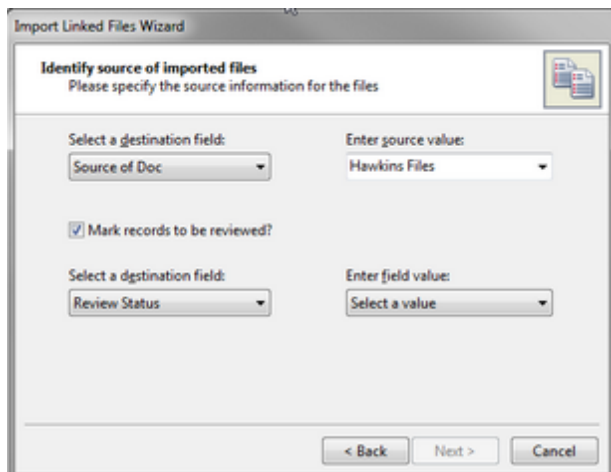 Import Linked Files Wizard
Identify source of imported files
Please specify the source information for the files
Select a destination field:
Enter source value:
Source of Doc
Hawkins Files
Mark records to be reviewed?
Select a destination field:
Enter field value:
Review Status
Select a value
< Back
Next >
Cancel